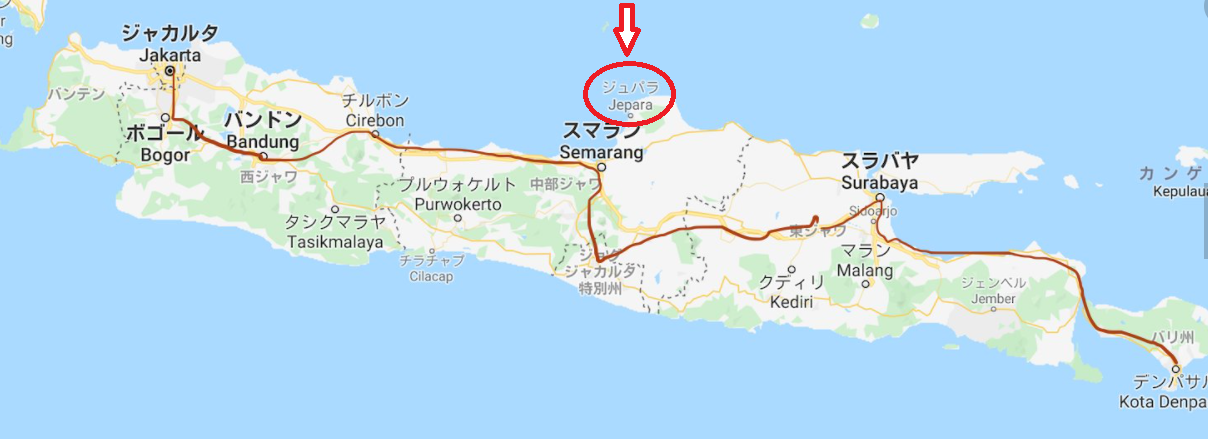 ng
ジャカルタ
Jakarta
バンテン
ボゴール
Bogor
バンドン
Bandung
西ジャワ
チルボン
Cirebon
タシクマラヤ
Tasikmalaya
プルウォケルト
Purwokerto
チラチャプ
Cilacap
中部ジャワ
ジュパラ
Jepara
スマラン
Semarang
ジョグ
ジャカルタ
特別州
スラバヤ
Surabaya
Sidoarjo
東ジャワ
マラン
Malang
クディリ
Kediri
ジェンベル
Jember
カンゲ
Kepulaua
バリ州
デンパサル
Kota Denpa